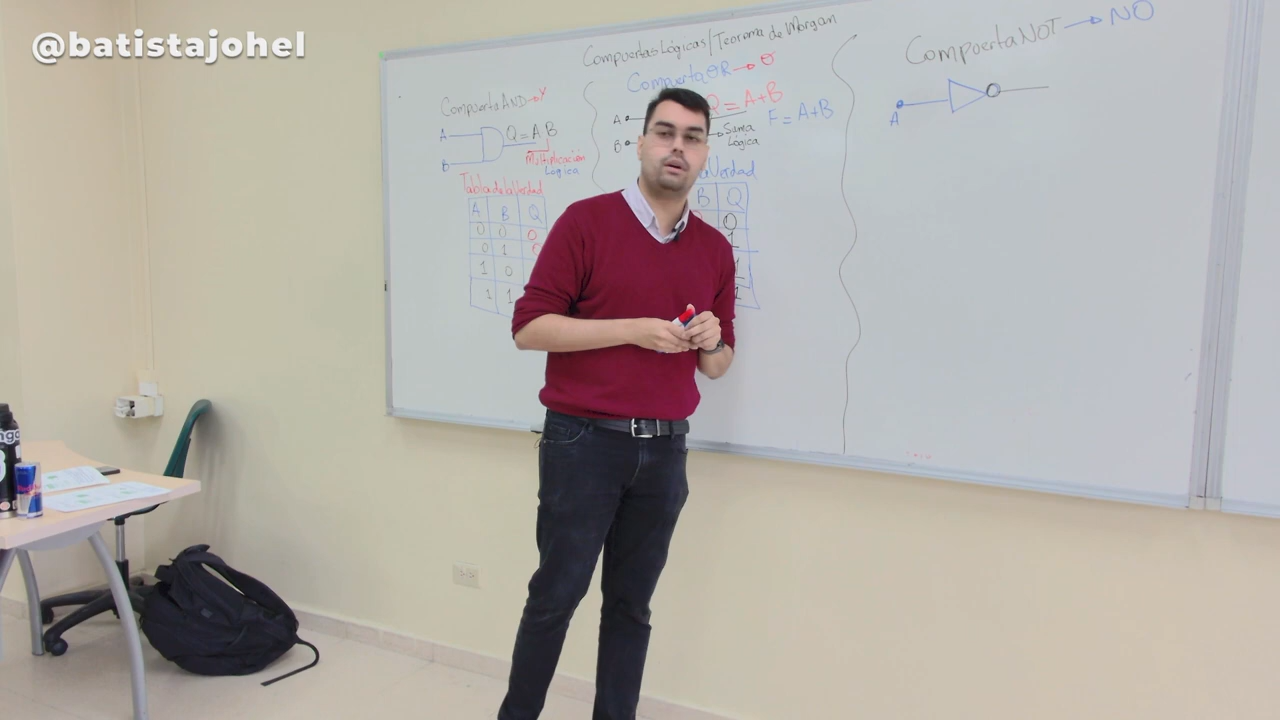 @batistajohel
Compuertas Lógicas/Teorema de Morgan
Compuerta AND→Y
A
B
Q=A.B
Multiplicación
Lógica
Tabla de la Verdad
A B Q
0 0 0
0 1 0
1 0
1 1
Compuerta OR→O
A
B
Q=A+B
F=A+B
Suma
Lógica
Verdad
B Q
0
1
1
1
Compuerta NOT→NO
A